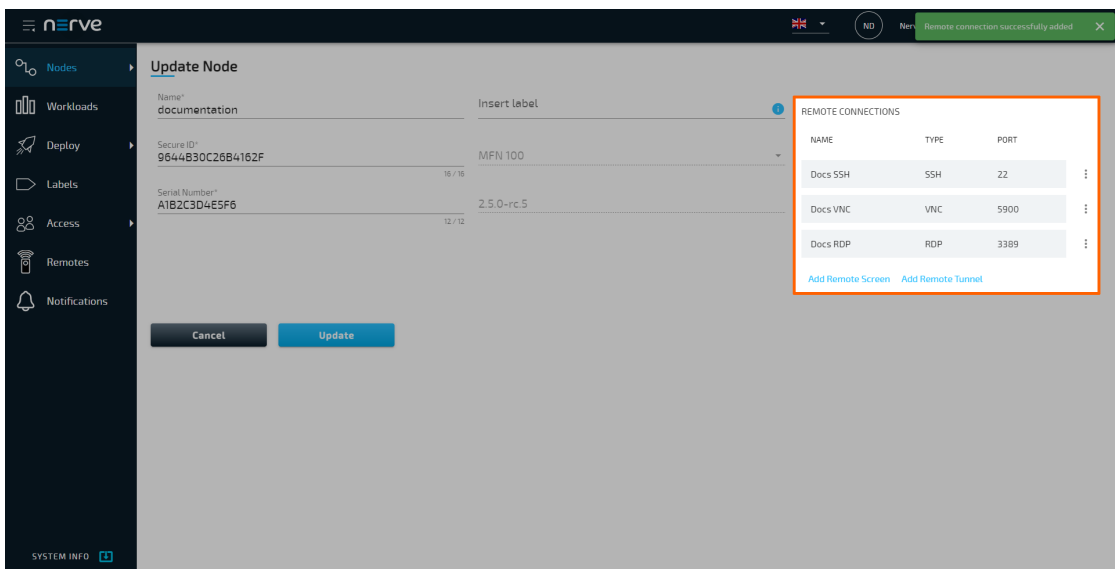 nerve
ND
Nerv
Remote connection successfully added
Nodes
Workloads
Deploy
Labels
Access
Remotes
Notifications
SYSTEM INFO
Update Node
Name*
documentation
Insert label
Secure ID*
9644B30C26B4162F
16 / 16
MFN 100
Serial Number*
A1B2C3D4E5F6
12 / 12
2.5.0-rc.5
Cancel
Update
REMOTE CONNECTIONS
NAME TYPE PORT
Docs SSH SSH 22
Docs VNC VNC 5900
Docs RDP RDP 3389
Add Remote Screen Add Remote Tunnel